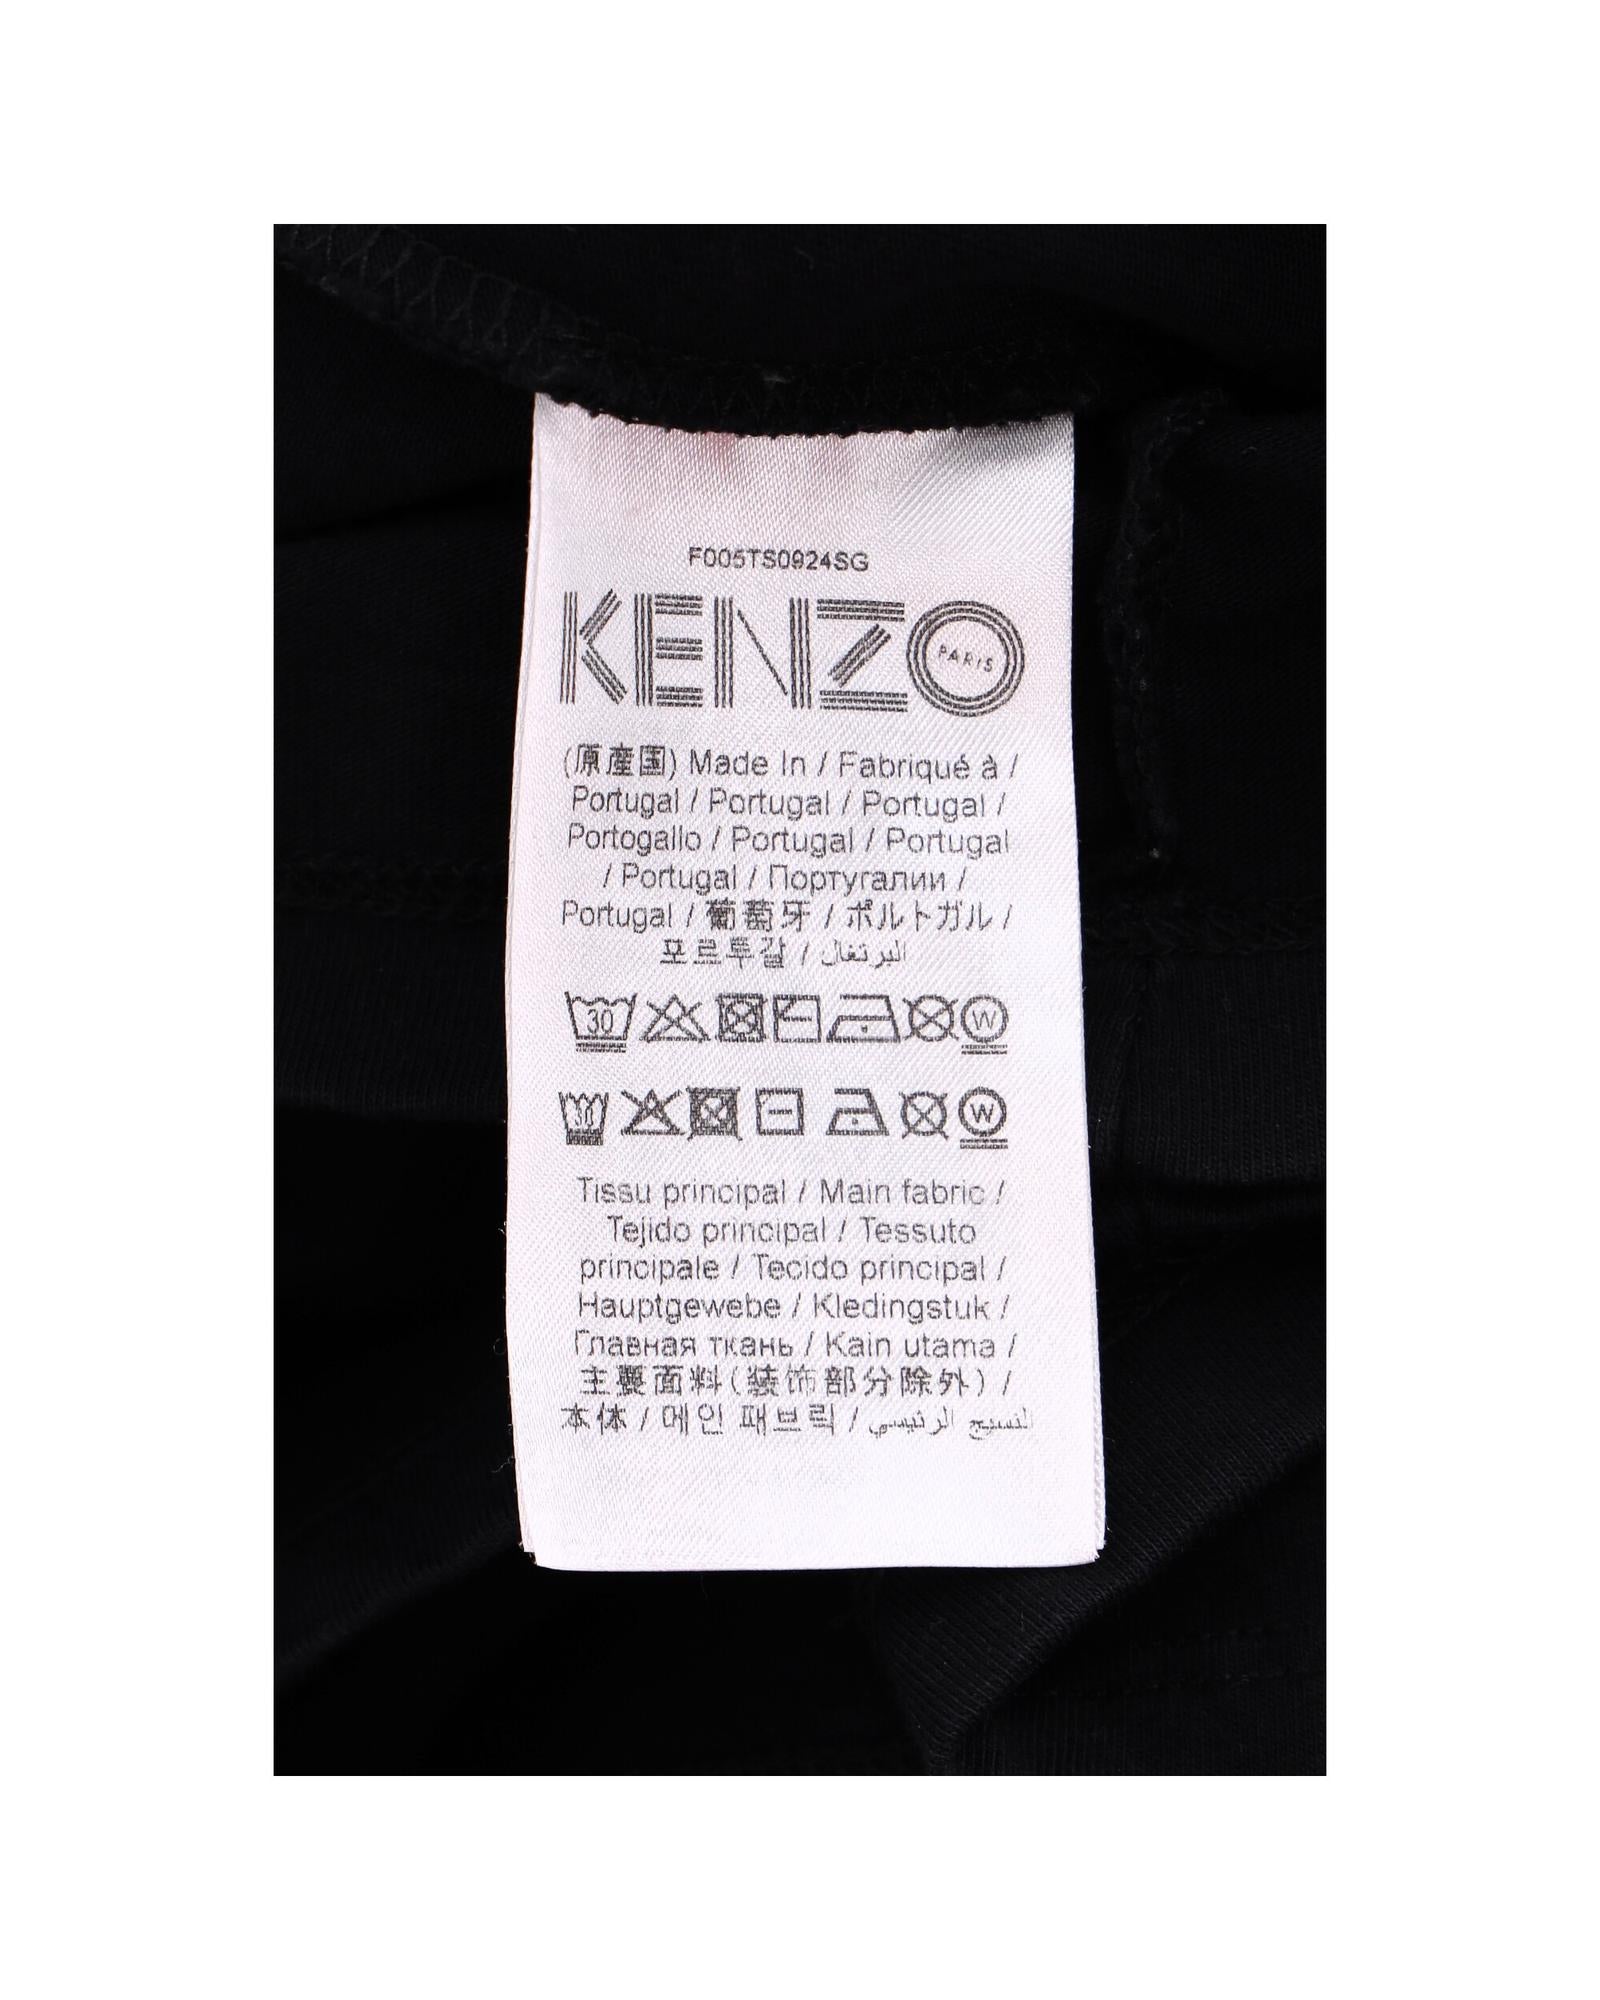 F005TS0924SG
KENZO
PARIS
(原産国) Made In / Fabriqué à /
Portugal / Portugal / Portugal /
Portogallo / Portugal / Portugal
/ Portugal / Португалии /
Portugal / 葡萄牙 / ポルトガル /
포르투갈 / البرتغال
30 W
30 W
Tissu principal / Main fabric /
Tejido principal / Tessuto
principale / Tecido principal /
Hauptgewebe / Kledingstuk /
Главная ткань / Kain utama /
主要面料(装饰部分除外) /
本体 / 메인 패브릭 / النسيج الرئيسي